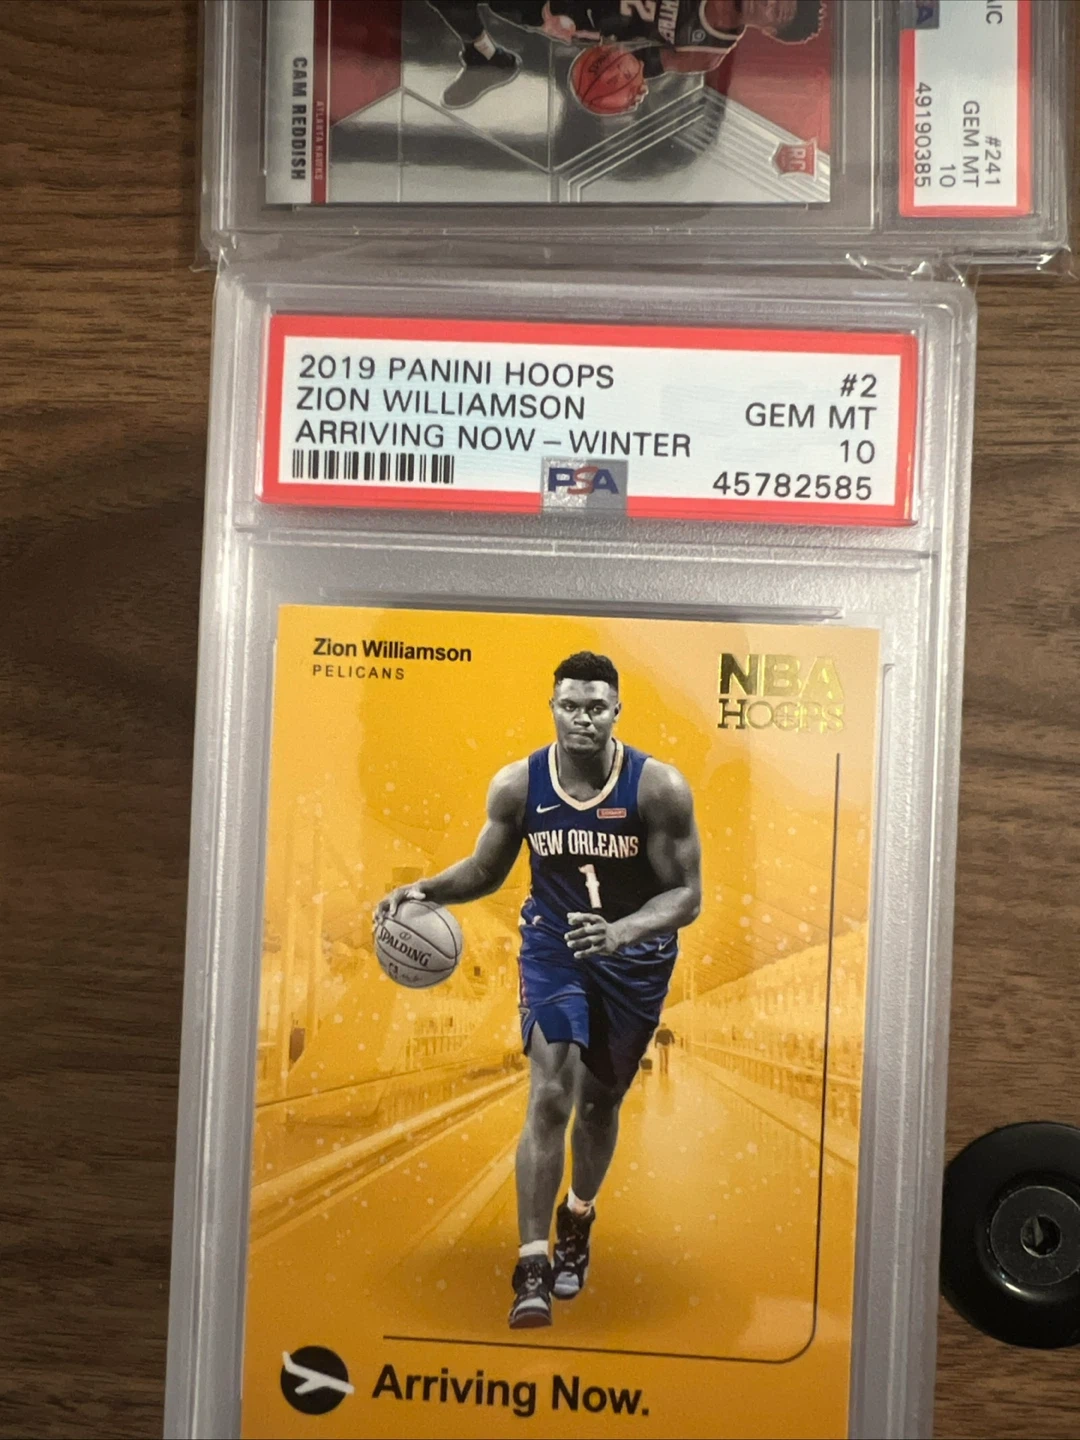 CAM REDDISH
ATLANTA HAWKS
RC
#241
GEM MT
10
49190385
2019 PANINI HOOPS
ZION WILLIAMSON
ARRIVING NOW – WINTER
#2
GEM MT
10
45782585
PSA
Zion Williamson
PELICANS
NBA
HOOPS
NEW ORLEANS
1
SPALDING
Arriving Now.